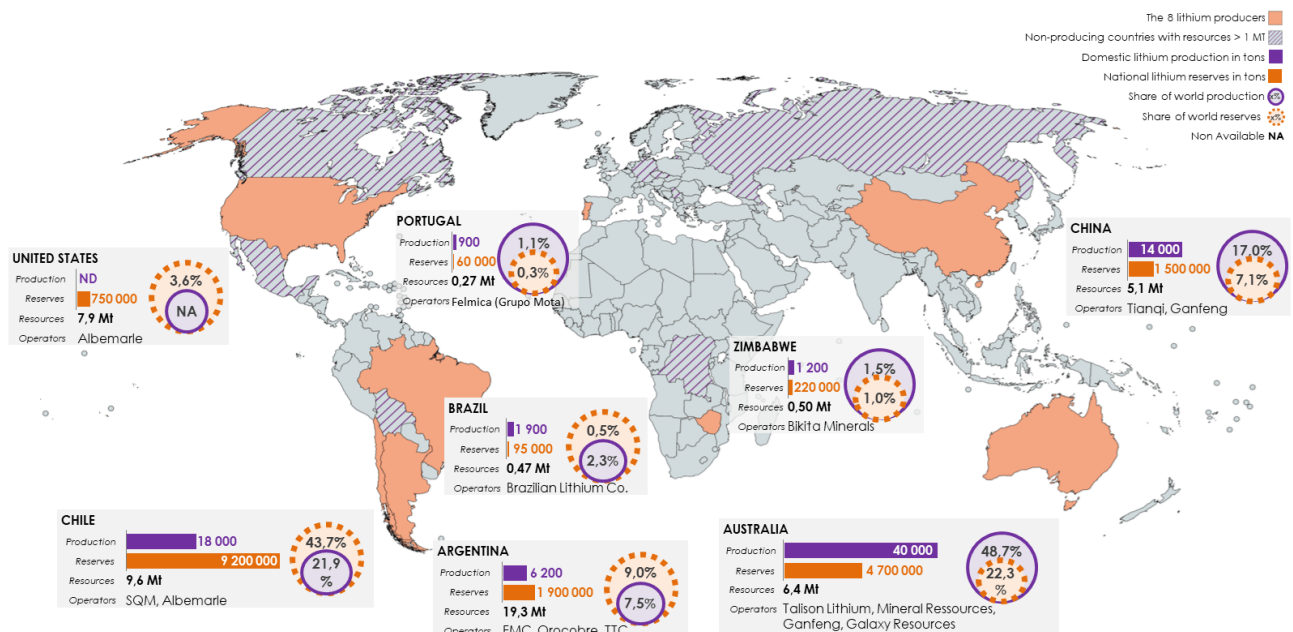 The 8 lithium producers
Non-producing countries with resources > 1 MT
Domestic lithium production in tons
National lithium reserves in tons
Share of world production x%
Share of world reserves x%
Non Available NA
UNITED STATES
Production ND
Reserves 750 000
Resources 7,9 Mt
Operators Albemarle
3,6%
NA
PORTUGAL
Production 900
Reserves 60 000
Resources 0,27 Mt
Operators Felmica (Grupo Mota)
1,1%
0,3%
CHINA
Production 14 000
Reserves 1 500 000
Resources 5,1 Mt
Operators Tianqi, Ganfeng
17,0%
7,1%
ZIMBABWE
Production 1 200
Reserves 220 000
Resources 0,50 Mt
Operators Bikita Minerals
1,5%
1,0%
BRAZIL
Production 1 900
Reserves 95 000
Resources 0,47 Mt
Operators Brazilian Lithium Co.
0,5%
2,3%
CHILE
Production 18 000
Reserves 9 200 000
Resources 9,6 Mt
Operators SQM, Albemarle
43,7%
21,9
%
ARGENTINA
Production 6 200
Reserves 1 900 000
Resources 19,3 Mt
Operators FMC, Orocobre, TTC
9,0%
7,5%
AUSTRALIA
Production 40 000
Reserves 4 700 000
Resources 6,4 Mt
Operators Talison Lithium, Mineral Ressources,
Ganfeng, Galaxy Resources
48,7%
22,3
%